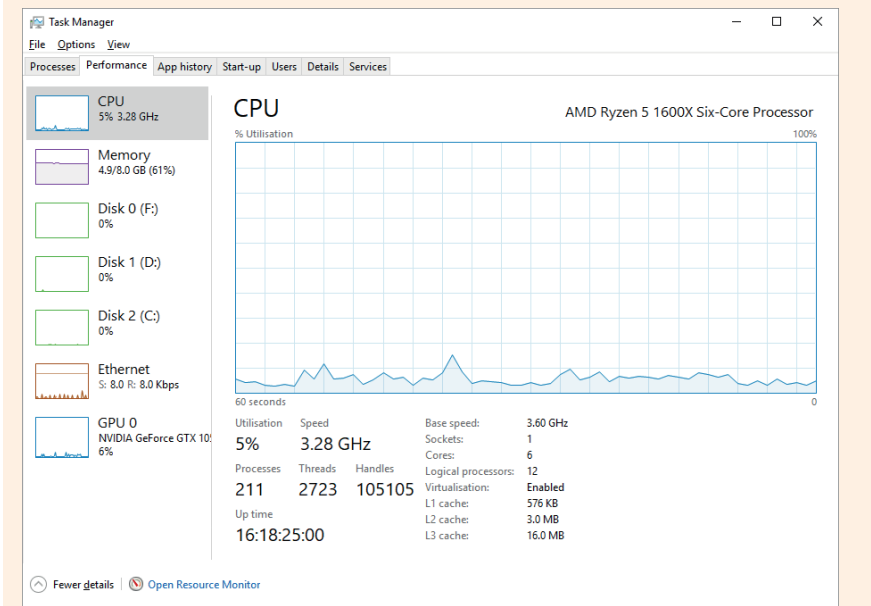 Task Manager
File Options View
Processes Performance App history Start-up Users Details Services
CPU
5% 3.28 GHz
Memory
4.9/8.0 GB (61%)
Disk 0 (F:)
0%
Disk 1 (D:)
0%
Disk 2 (C:)
0%
Ethernet
S: 8.0 R: 8.0 Kbps
GPU 0
NVIDIA GeForce GTX 10
6%
CPU AMD Ryzen 5 1600X Six-Core Processor
% Utilisation 100%
60 seconds 0
Utilisation Speed
5% 3.28 GHz
Processes Threads Handles
211 2723 105105
Up time
16:18:25:00
Base speed: 3.60 GHz
Sockets: 1
Cores: 6
Logical processors: 12
Virtualisation: Enabled
L1 cache: 576 KB
L2 cache: 3.0 MB
L3 cache: 16.0 MB
Fewer details Open Resource Monitor